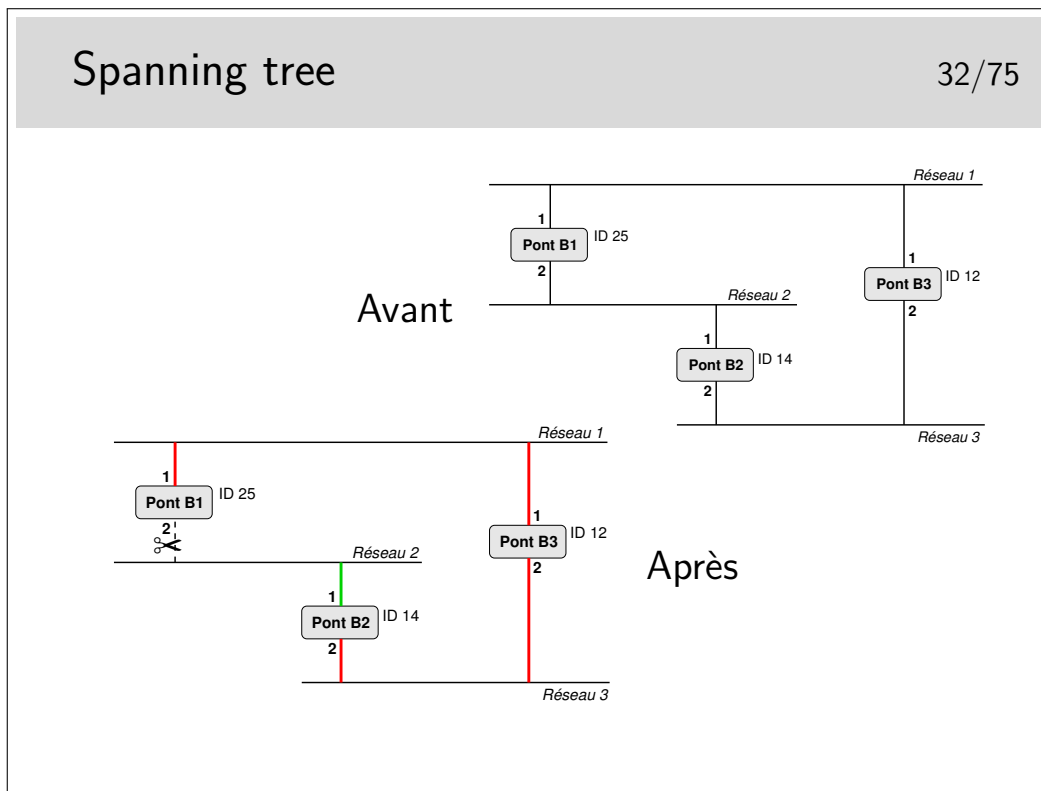 Spanning tree 32/75
Réseau 1
1
Pont B1 ID 25
2
1
Pont B3 ID 12
2
Réseau 2
Avant
1
Pont B2 ID 14
2
Réseau 3
Réseau 1
1
Pont B1 ID 25
2
1
Pont B3 ID 12
2
Réseau 2
Après
1
Pont B2 ID 14
2
Réseau 3